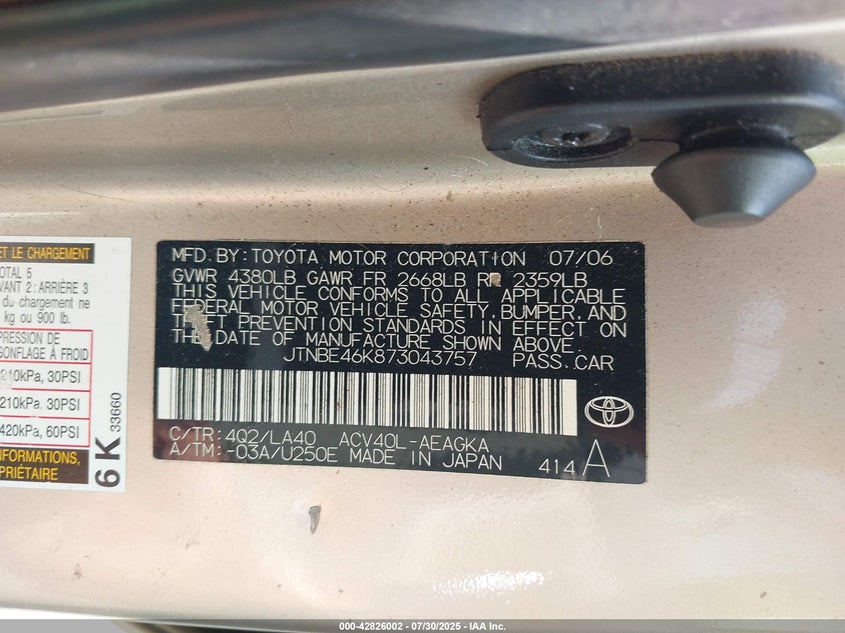 ET LE CHARGEMENT
TOTAL 5
AVANT 2: ARRIÈRE 3
du chargement ne
kg ou 900 lb.
PRESSION DE
GONFLAGE À FROID
210kPa, 30PSI
210kPa, 30PSI
420kPa, 60PSI
INFORMATIONS,
PROPRIÉTAIRE
6 K 33660
MFD. BY: TOYOTA MOTOR CORPORATION 07/06
GVWR 4380LB GAWR FR 2668LB RR 2359LB
THIS VEHICLE CONFORMS TO ALL APPLICABLE
FEDERAL MOTOR VEHICLE SAFETY, BUMPER, AND
THEFT PREVENTION STANDARDS IN EFFECT ON
THE DATE OF MANUFACTURE SHOWN ABOVE.
JTNBE46K873043757 PASS. CAR
C/TR: 4Q2/LA40 ACV40L-AEAGKA
A/TM: -03A/U250E MADE IN JAPAN 414 A
000-42826002 - 07/30/2025 - IAA Inc.